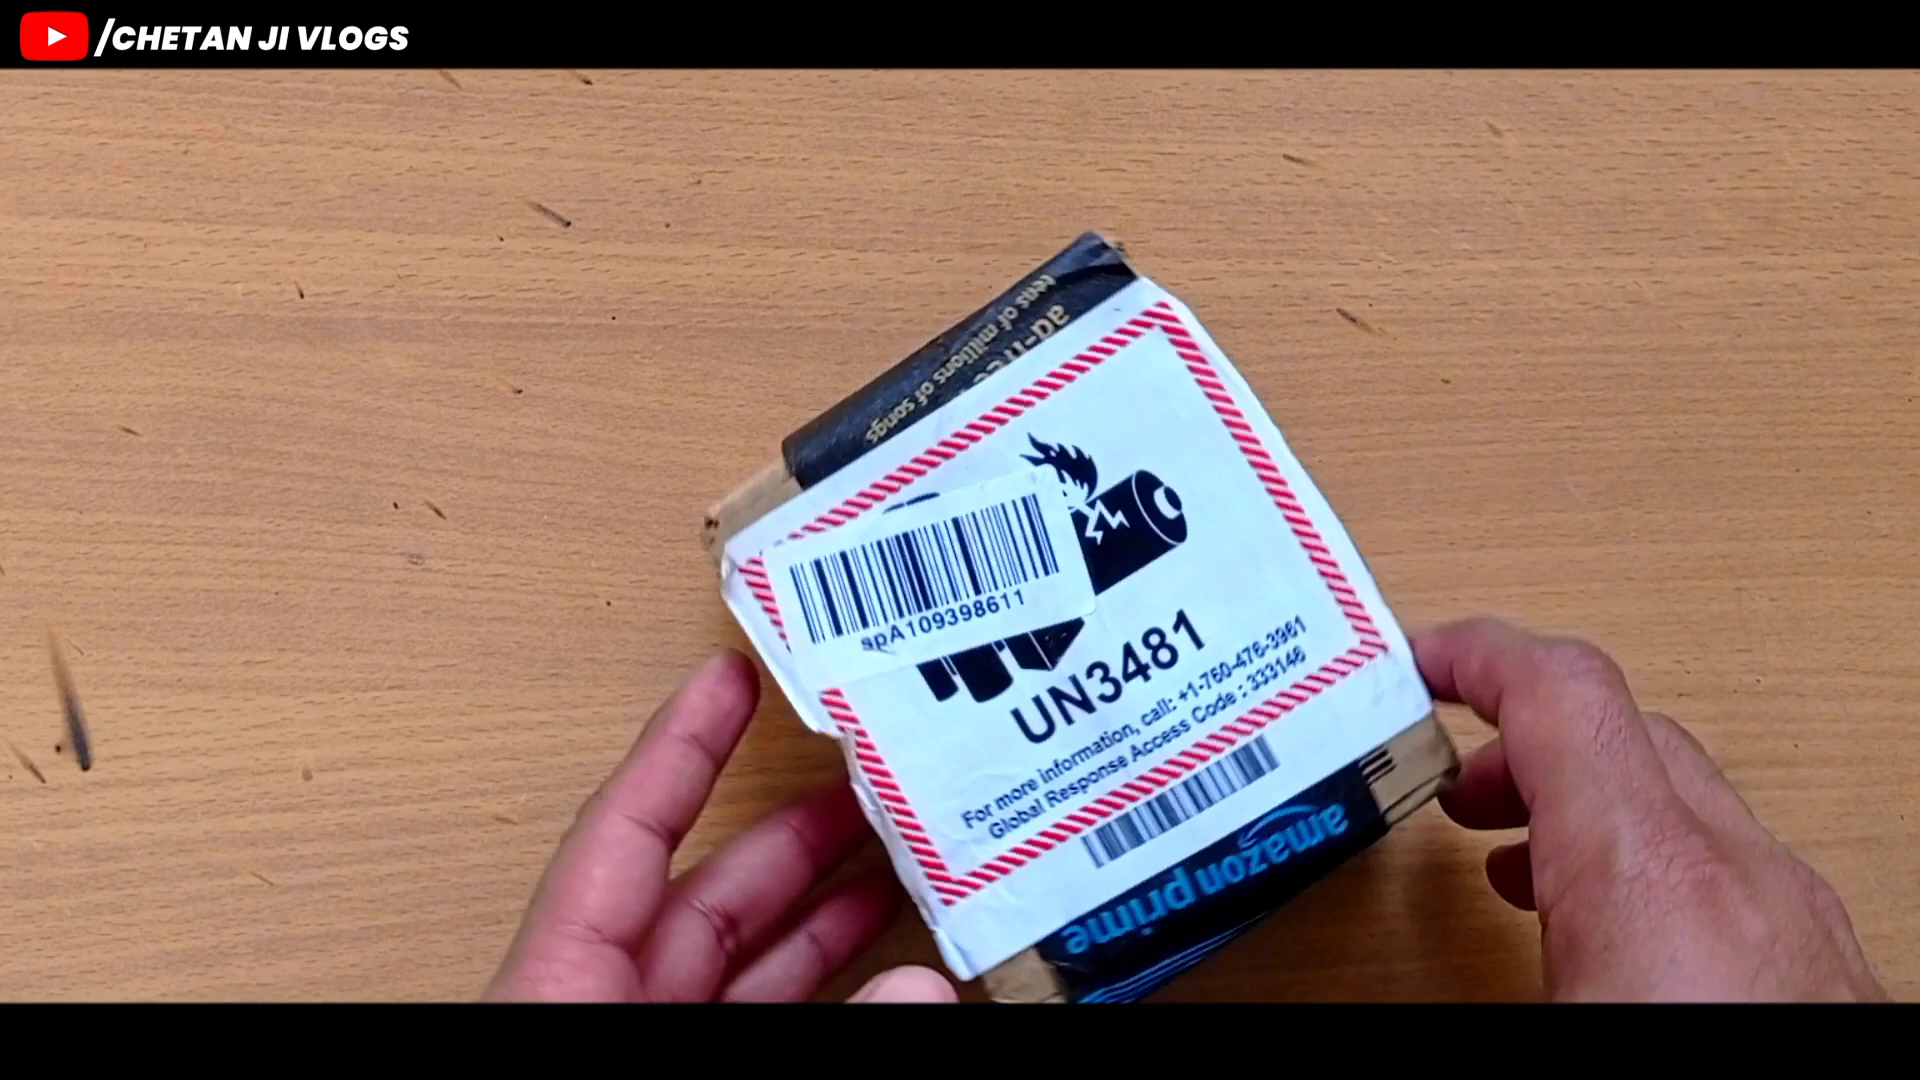 /CHETAN JI VLOGS
ad-free
tens of millions of songs
spA109398611
UN3481
For more information, call: +1-760-476-3961
Global Response Access Code : 333146
amazon prime